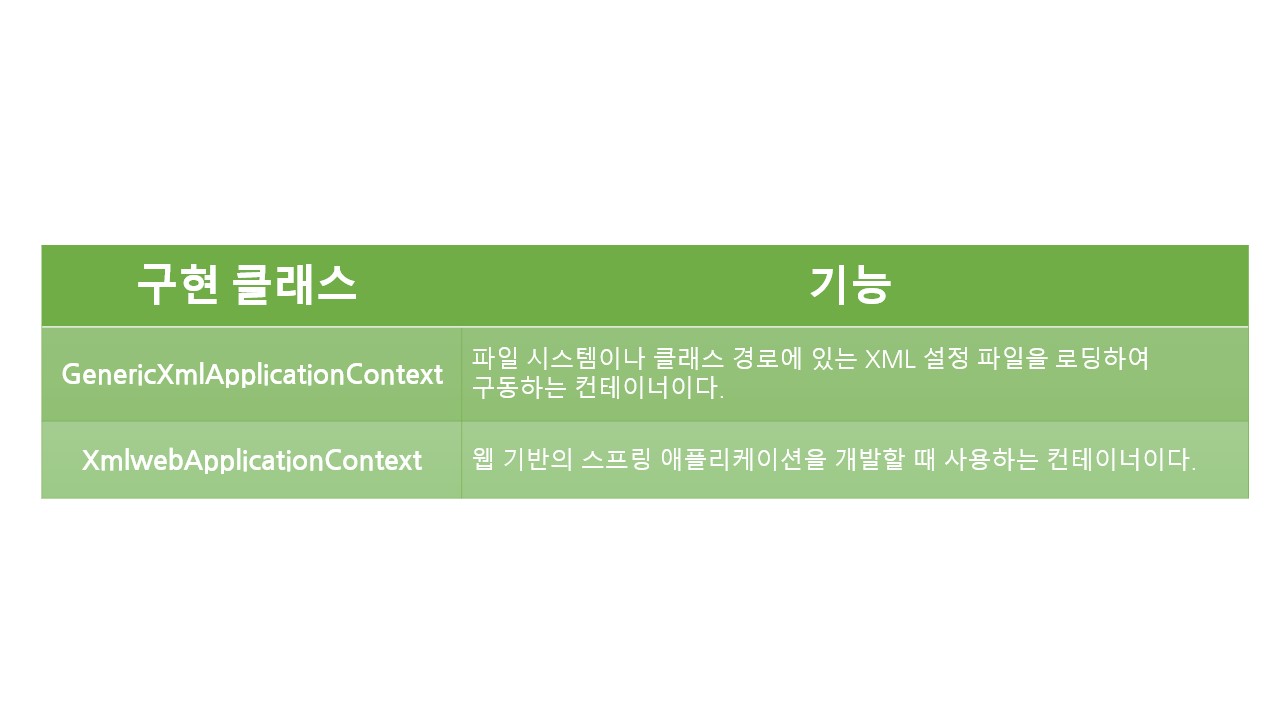 구현 클래스 기능
GenericXmlApplicationContext
파일 시스템이나 클래스 경로에 있는 XML 설정 파일을 로딩하여
구동하는 컨테이너이다.
XmlwebApplicationContext
웹 기반의 스프링 애플리케이션을 개발할 때 사용하는 컨테이너이다.